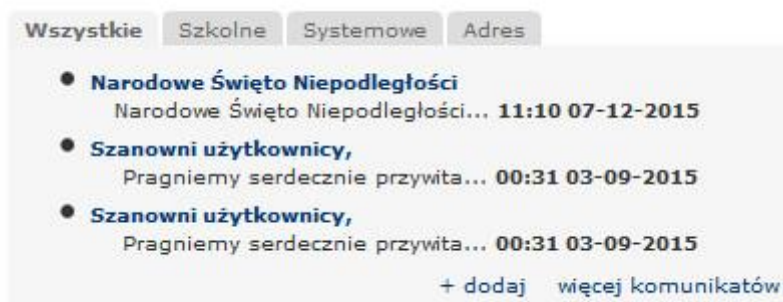 Wszystkie Szkolne Systemowe Adres
Narodowe Święto Niepodległości
Narodowe Święto Niepodległości... 11:10 07-12-2015
Szanowni użytkownicy,
Pragniemy serdecznie przywita... 00:31 03-09-2015
Szanowni użytkownicy,
Pragniemy serdecznie przywita... 00:31 03-09-2015
+ dodaj więcej komunikatów